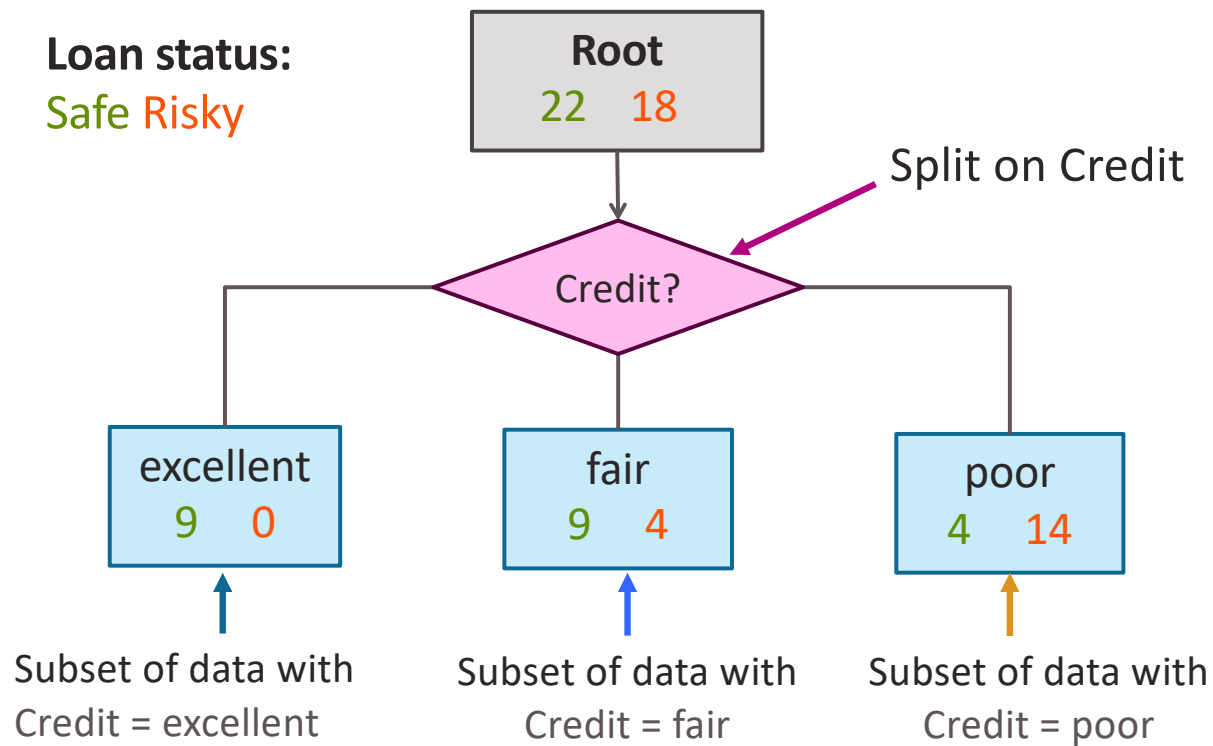 Loan status:
Safe Risky
Root
22 18
Split on Credit
Credit?
excellent
9 0
fair
9 4
poor
4 14
Subset of data with
Credit = excellent
Subset of data with
Credit = fair
Subset of data with
Credit = poor